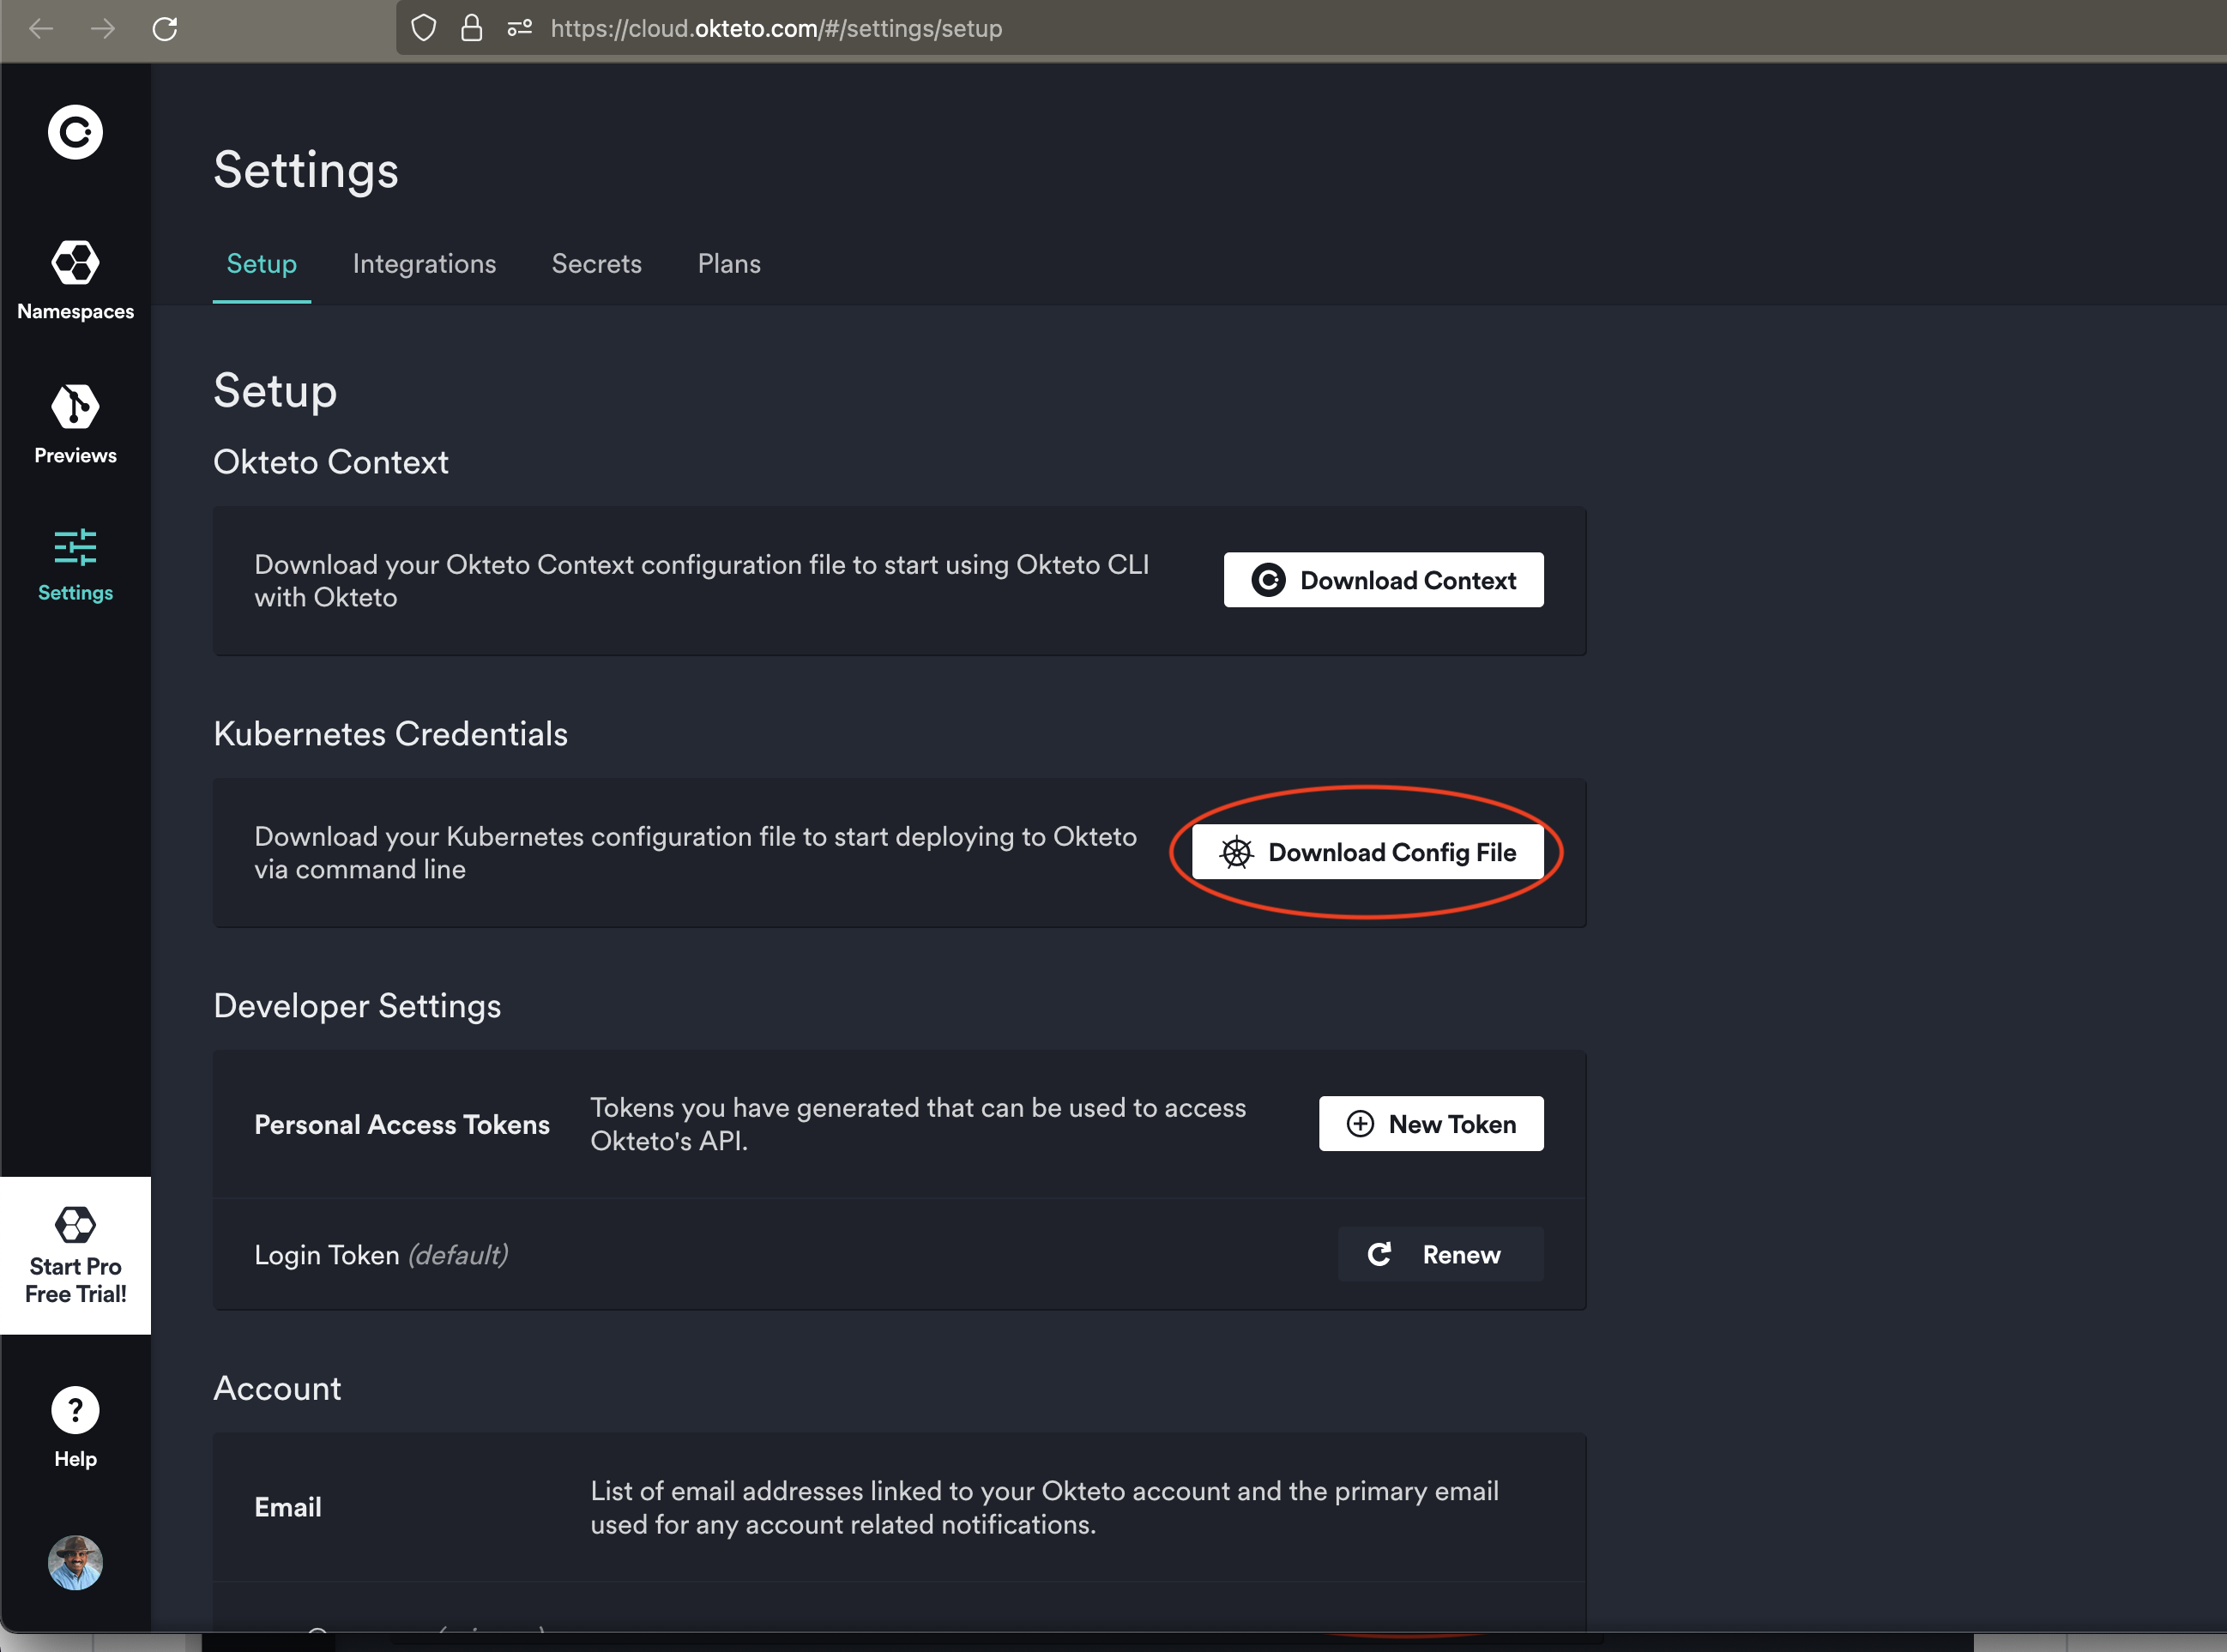 https://cloud.okteto.com/#/settings/setup
Settings
Setup
Integrations
Secrets
Plans
Namespaces
Previews
Settings
Start Pro
Free Trial!
Help
Setup
Okteto Context
Download your Okteto Context configuration file to start using Okteto CLI
with Okteto
Download Context
Kubernetes Credentials
Download your Kubernetes configuration file to start deploying to Okteto
via command line
Download Config File
Developer Settings
Personal Access Tokens
Tokens you have generated that can be used to access
Okteto's API.
New Token
Login Token (default)
Renew
Account
Email
List of email addresses linked to your Okteto account and the primary email
used for any account related notifications.